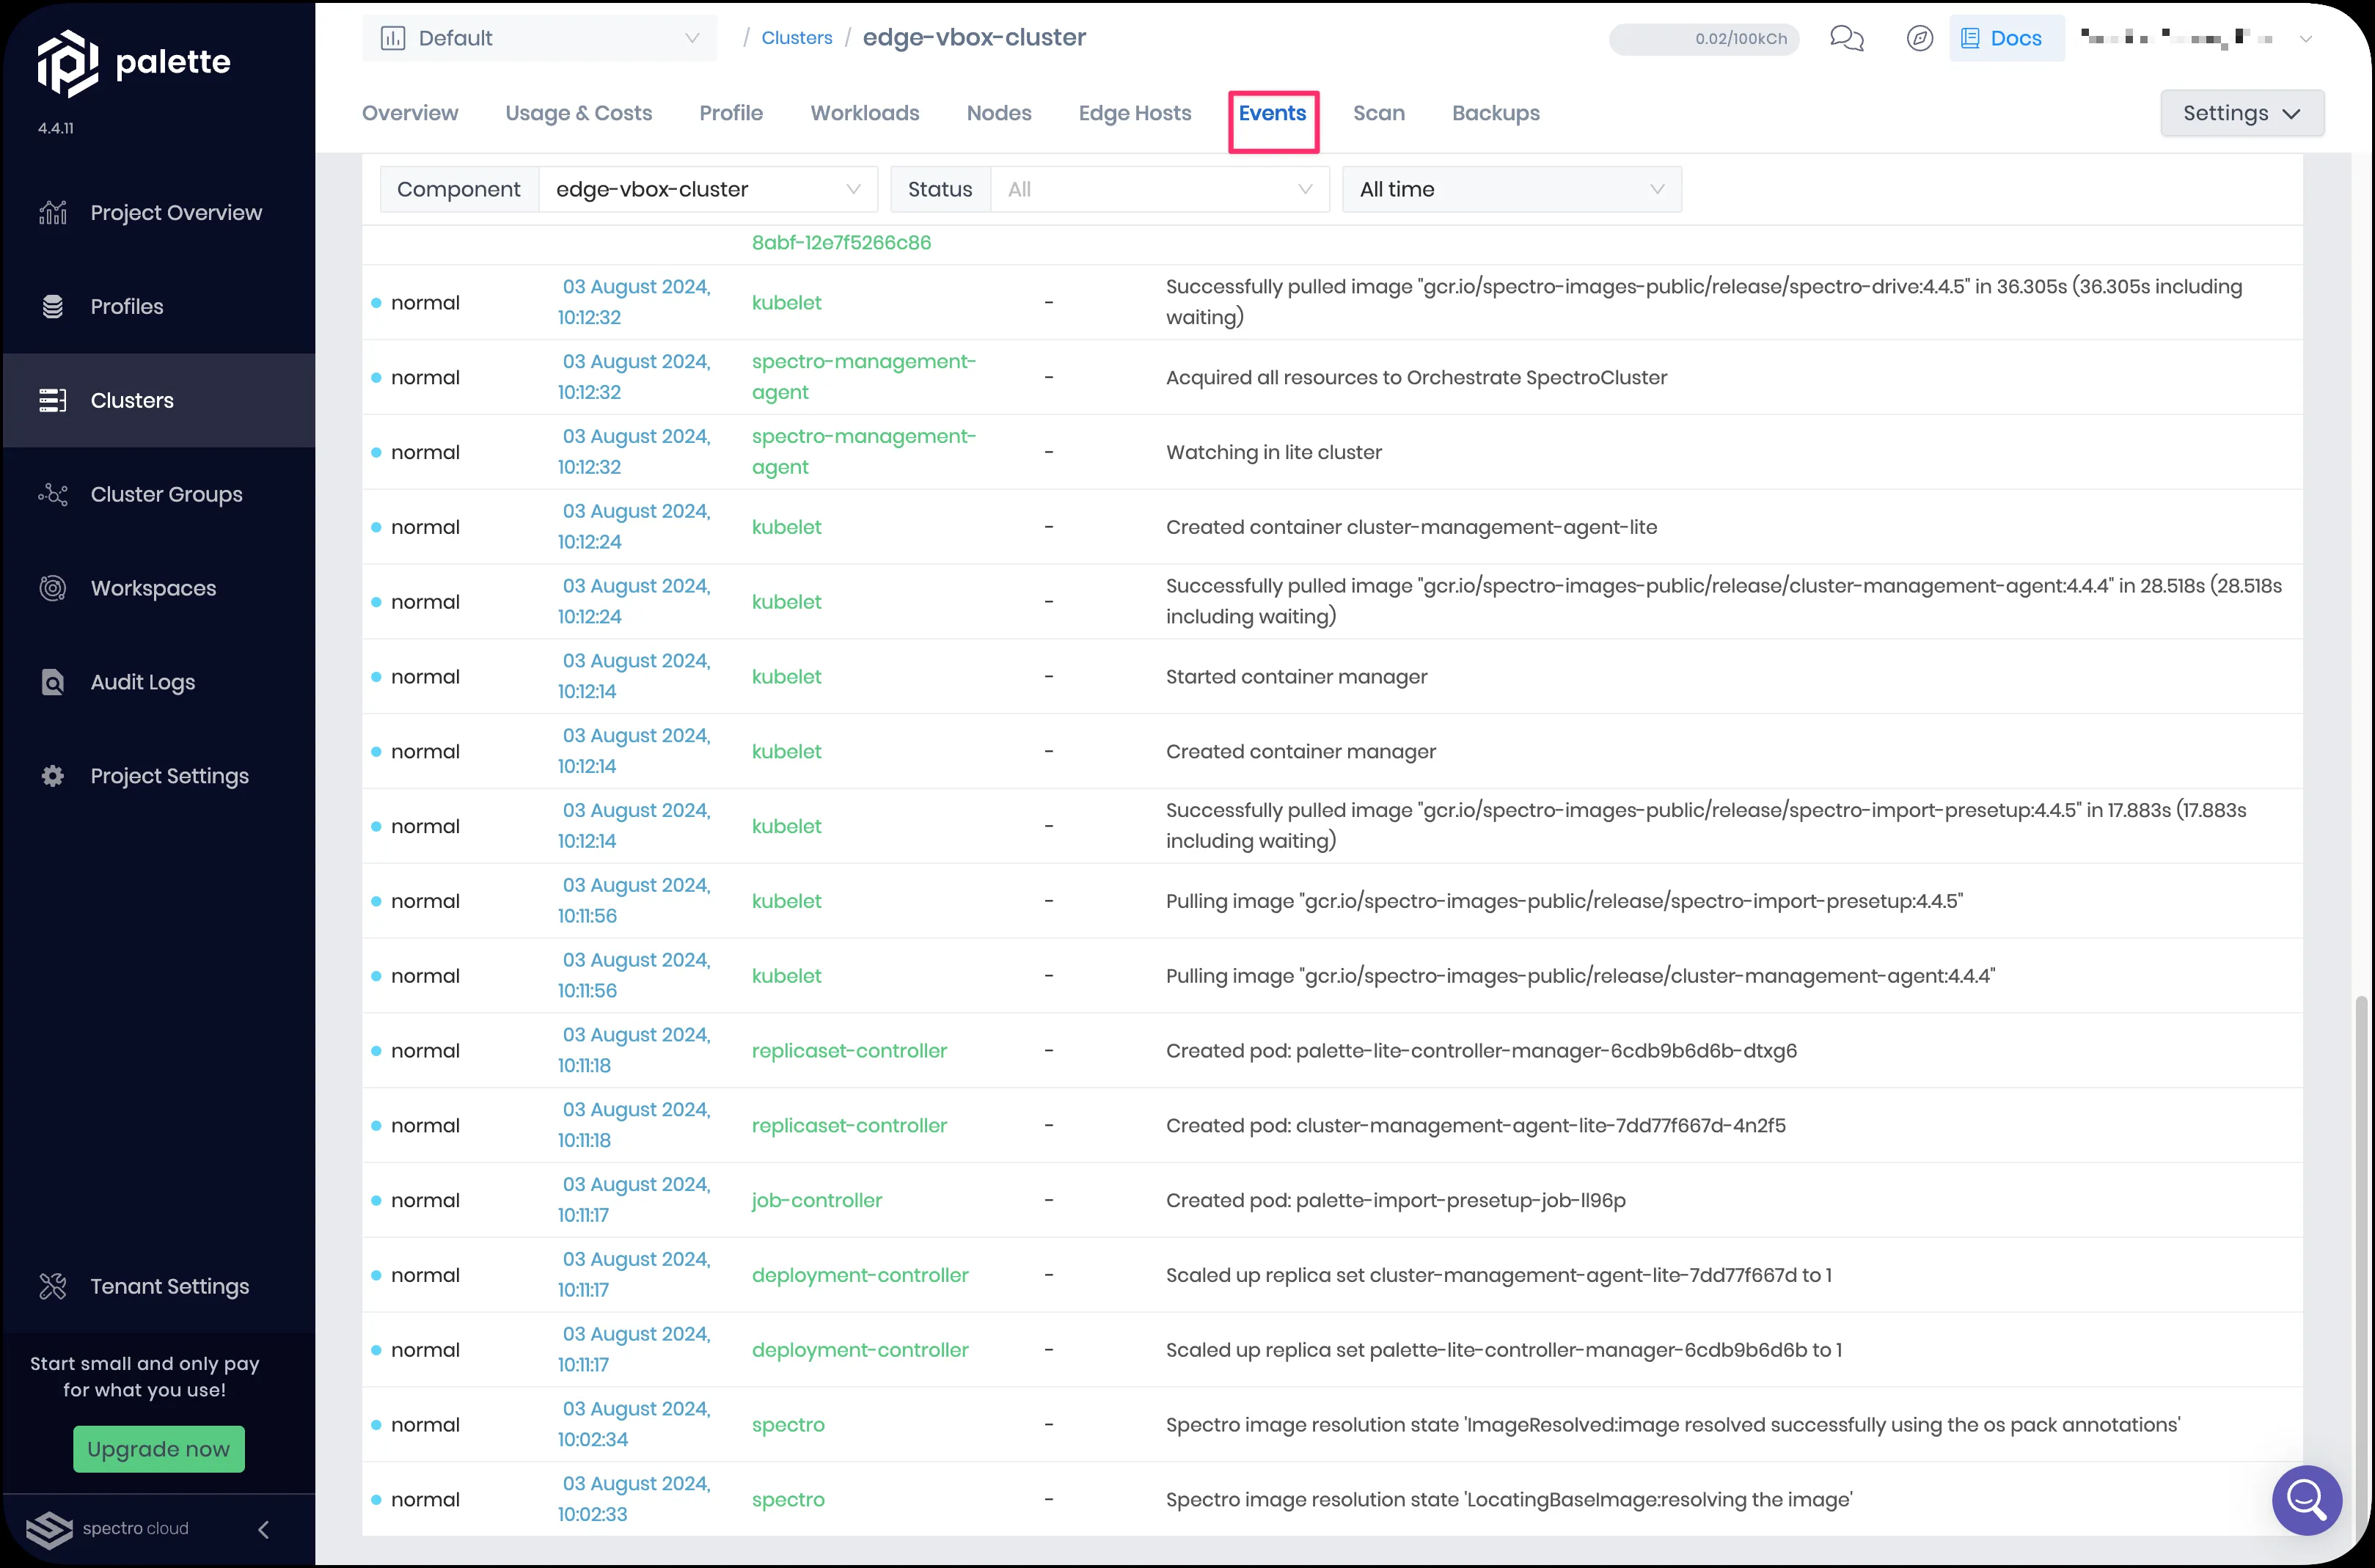 palette
4.4.11
Project Overview
Profiles
Clusters
Cluster Groups
Workspaces
Audit Logs
Project Settings
Tenant Settings
Start small and only pay
for what you use!
Upgrade now
spectro cloud
Default
/ Clusters / edge-vbox-cluster
0.02/100kCh
Docs
Overview Usage & Costs Profile Workloads Nodes Edge Hosts Events Scan Backups
Settings
Component edge-vbox-cluster Status All All time
8abf-12e7f5266c86
normal 03 August 2024, kubelet - Successfully pulled image "gcr.io/spectro-images-public/release/spectro-drive:4.4.5" in 36.305s (36.305s including
10:12:32 waiting)
normal 03 August 2024, spectro-management- - Acquired all resources to Orchestrate SpectroCluster
10:12:32 agent
normal 03 August 2024, spectro-management- - Watching in lite cluster
10:12:32 agent
normal 03 August 2024, kubelet - Created container cluster-management-agent-lite
10:12:24
normal 03 August 2024, kubelet - Successfully pulled image "gcr.io/spectro-images-public/release/cluster-management-agent:4.4.4" in 28.518s (28.518s
10:12:24 including waiting)
normal 03 August 2024, kubelet - Started container manager
10:12:14
normal 03 August 2024, kubelet - Created container manager
10:12:14
normal 03 August 2024, kubelet - Successfully pulled image "gcr.io/spectro-images-public/release/spectro-import-presetup:4.4.5" in 17.883s (17.883s
10:12:14 including waiting)
normal 03 August 2024, kubelet - Pulling image "gcr.io/spectro-images-public/release/spectro-import-presetup:4.4.5"
10:11:56
normal 03 August 2024, kubelet - Pulling image "gcr.io/spectro-images-public/release/cluster-management-agent:4.4.4"
10:11:56
normal 03 August 2024, replicaset-controller - Created pod: palette-lite-controller-manager-6cdb9b6d6b-dtxg6
10:11:18
normal 03 August 2024, replicaset-controller - Created pod: cluster-management-agent-lite-7dd77f667d-4n2f5
10:11:18
normal 03 August 2024, job-controller - Created pod: palette-import-presetup-job-ll96p
10:11:17
normal 03 August 2024, deployment-controller - Scaled up replica set cluster-management-agent-lite-7dd77f667d to 1
10:11:17
normal 03 August 2024, deployment-controller - Scaled up replica set palette-lite-controller-manager-6cdb9b6d6b to 1
10:11:17
normal 03 August 2024, spectro - Spectro image resolution state 'ImageResolved:image resolved successfully using the os pack annotations'
10:02:34
normal 03 August 2024, spectro - Spectro image resolution state 'LocatingBaseImage:resolving the image'
10:02:33